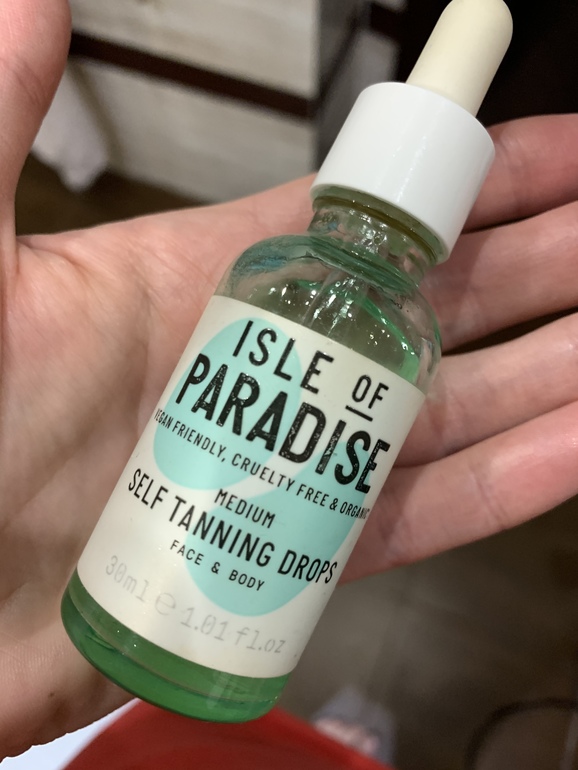 ISLE OF
PARADISE
VEGAN FRIENDLY, CRUELTY FREE & ORGANIC
MEDIUM
SELF TANNING DROPS
FACE & BODY
30ml ℮ 1.01 fl.oz